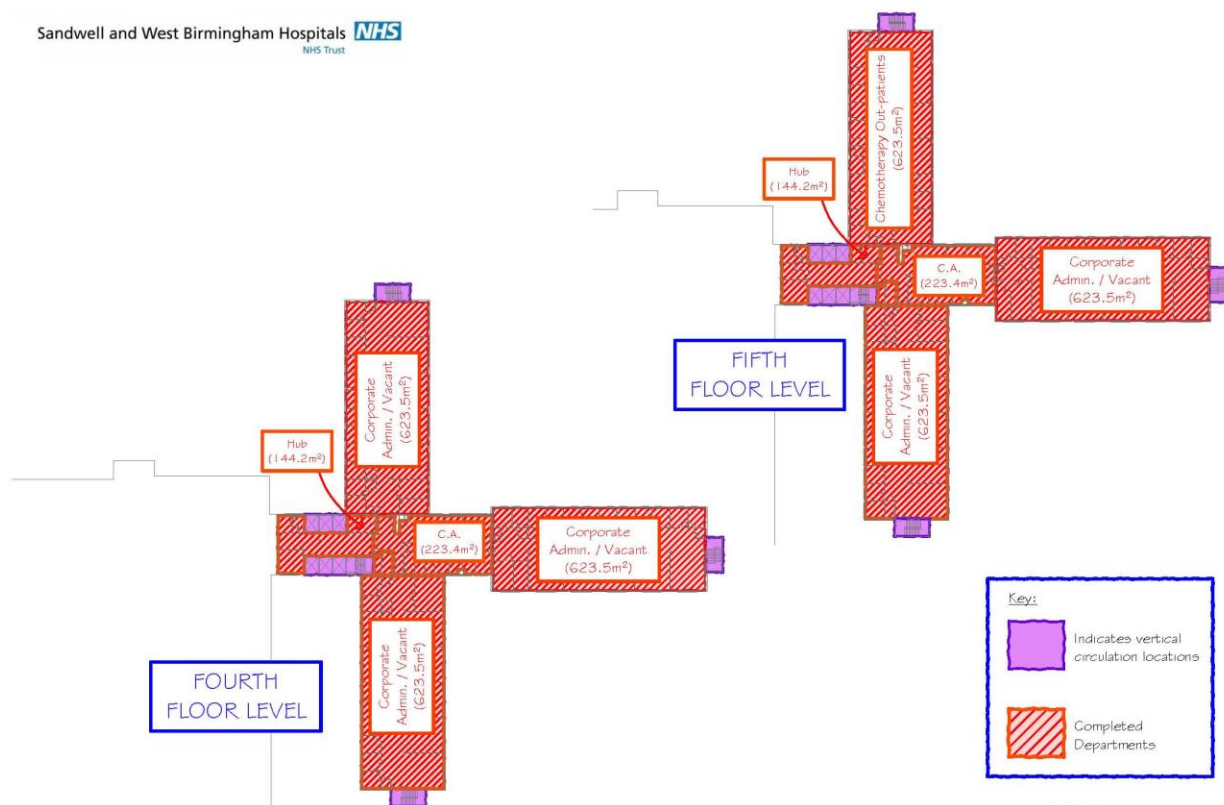 Sandwell and West Birmingham Hospitals NHS
NHS Trust
Chemotherapy Out-patients
(623.5m²)
Hub
(144.2m²)
C.A.
(223.4m²)
Corporate
Admin. / Vacant
(623.5m²)
Corporate
Admin. / Vacant
(623.5m²)
FIFTH
FLOOR LEVEL
Corporate
Admin. / Vacant
(623.5m²)
Hub
(144.2m²)
C.A.
(223.4m²)
Corporate
Admin. / Vacant
(623.5m²)
Corporate
Admin. / Vacant
(623.5m²)
FOURTH
FLOOR LEVEL
Key:
Indicates vertical
circulation locations
Completed
Departments